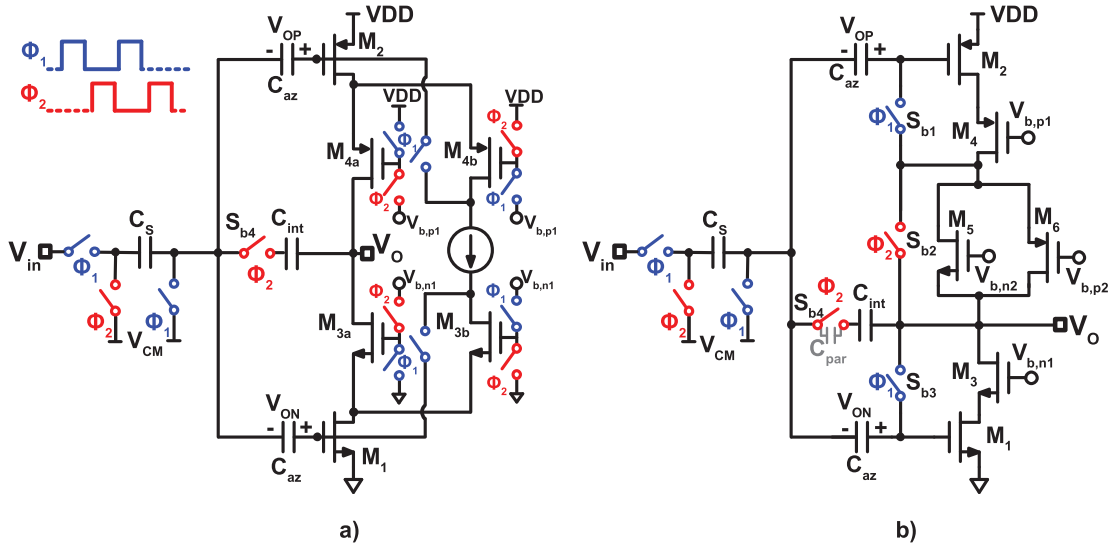 Φ1
Φ2
VOP
VDD
- +
M2
Caz
VDD
VDD
Φ1
Φ1
Φ2
M4a
M4b
Φ2
Φ1
Vb,p1
Vb,p1
CS
Sb4
Cint
Vin
VO
Φ1
Φ2
Φ2
Φ1
VCM
Vb,n1
Vb,n1
Φ2
Φ1
M3a
M3b
Φ1
Φ1
Φ2
VON
- +
M1
Caz
a)
VOP
VDD
- +
M2
Caz
Φ1
Sb1
Vb,p1
M4
M5
M6
CS
Φ2
Sb2
Vb,n2
Vb,p2
Vin
Φ1
Φ2
Sb4
Cint
Φ2
Φ1
VCM
Cpar
VO
Φ1
Sb3
Vb,n1
M3
VON
- +
M1
Caz
b)